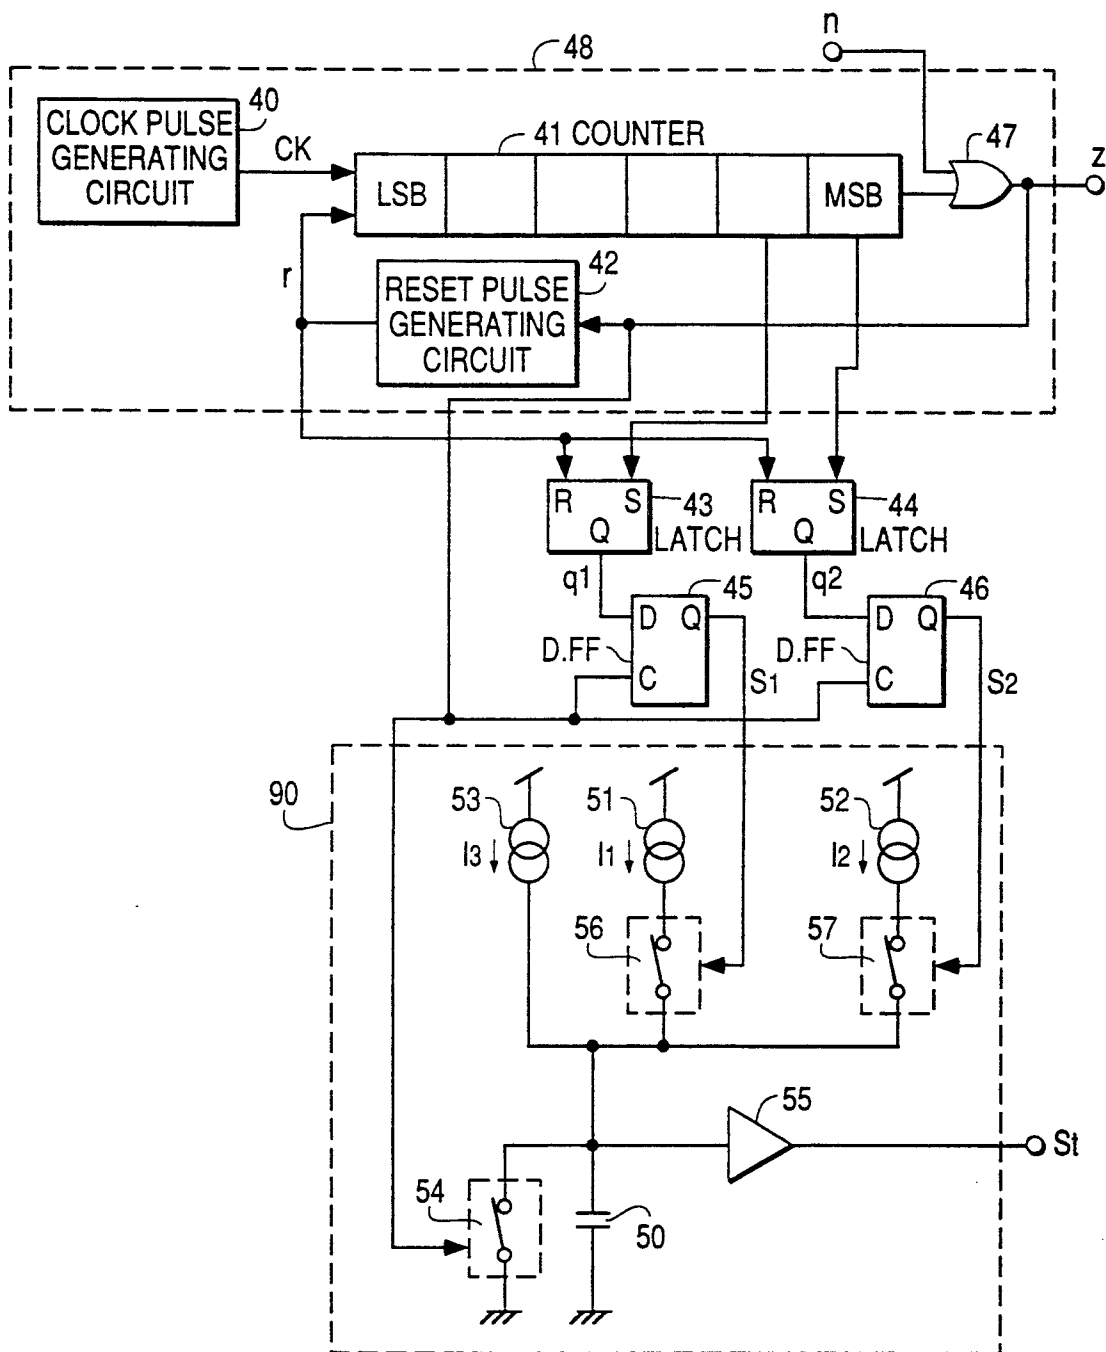 n
48
CLOCK PULSE
GENERATING
CIRCUIT
40
CK
41 COUNTER
LSB
MSB
47
z
r
RESET PULSE
GENERATING
CIRCUIT
42
R S
Q
43
LATCH
R S
Q
44
LATCH
q1
q2
45
D Q
C
D.FF
S1
46
D Q
C
D.FF
S2
90
53
I3
51
I1
52
I2
56
57
55
St
54
50